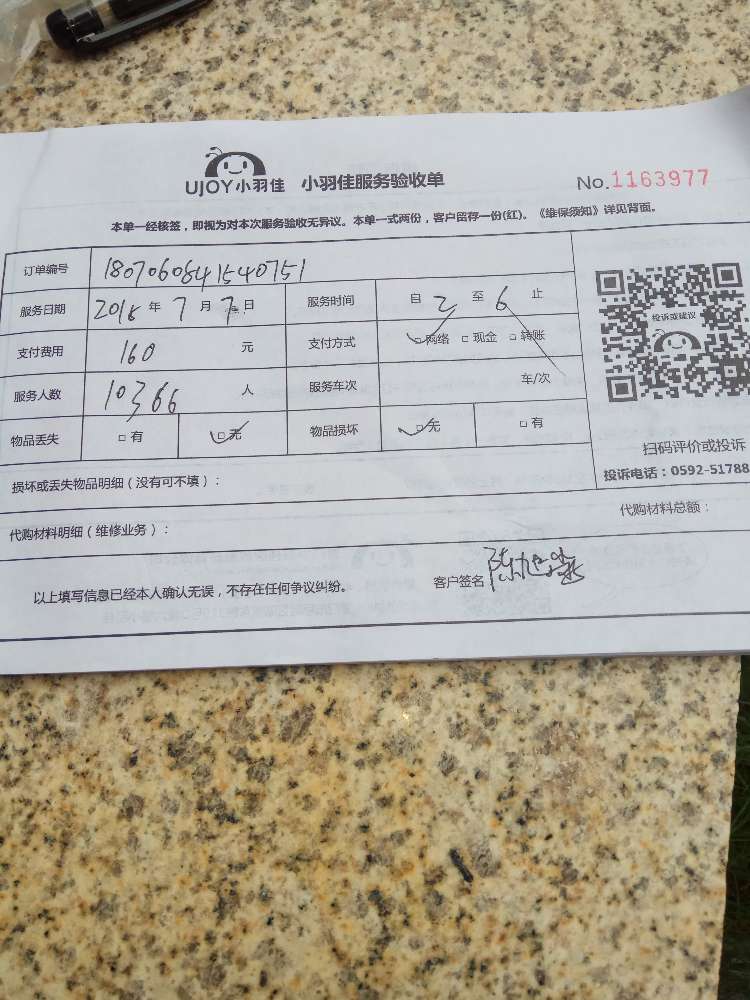 UJOY小羽佳 小羽佳服务验收单 No.1163977
本单一经核签，即视为对本次服务验收无异议。本单一式两份，客户留存一份(红)。《维保须知》详见背面。
订单编号 1807060841540751
服务日期 2018 年 7 月 7 日 服务时间 自 2 至 6 止
支付费用 160 元 支付方式 □网络 □现金 □转账
服务人数 10366 人 服务车次 车/次
物品丢失 □有 □无 物品损坏 □无 □有
投诉或建议
扫码评价或投诉
投诉电话：0592-51788
损坏或丢失物品明细（没有可不填）：
代购材料明细（维修业务）： 代购材料总额：
以上填写信息已经本人确认无误，不存在任何争议纠纷。 客户签名